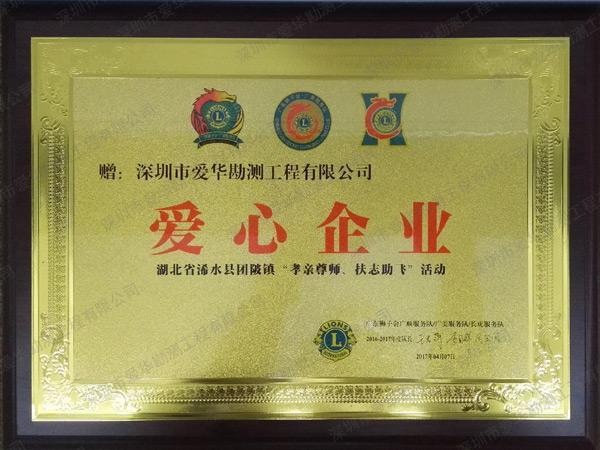 赠：深圳市爱华勘测工程有限公司
爱心企业
湖北省浠水县团陂镇“孝亲尊师、扶志助飞”活动
LIONS
INTERNATIONAL
L
广东狮子会广顺服务队/广美服务队/长虎服务队
2016-2017年度队长
2017年04月07日
深圳市爱华勘测工程有限公司